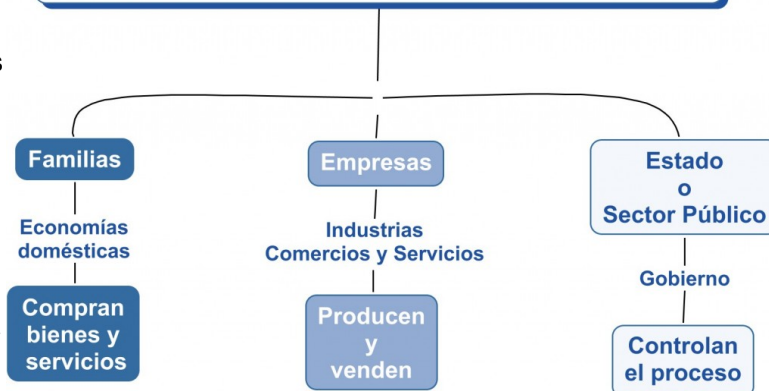 s
Familias
Economías
domésticas
Compran
bienes y
servicios
Empresas
Industrias
Comercios y Servicios
Producen
y
venden
Estado
o
Sector Público
Gobierno
Controlan
el proceso